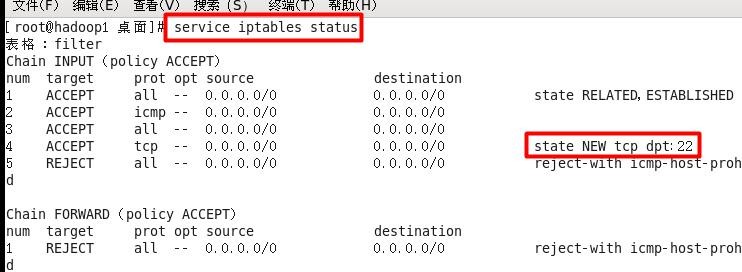 文件(F)  编辑(E)  查看(V)  搜索 (S)  终端(T)  帮助(H)
[root@hadoop1 桌面]# service iptables status
表格：filter
Chain INPUT (policy ACCEPT)
num  target     prot opt source               destination
1    ACCEPT     all  --  0.0.0.0/0            0.0.0.0/0           state RELATED,ESTABLISHED
2    ACCEPT     icmp --  0.0.0.0/0            0.0.0.0/0
3    ACCEPT     all  --  0.0.0.0/0            0.0.0.0/0
4    ACCEPT     tcp  --  0.0.0.0/0            0.0.0.0/0           state NEW tcp dpt:22
5    REJECT     all  --  0.0.0.0/0            0.0.0.0/0           reject-with icmp-host-proh
d
Chain FORWARD (policy ACCEPT)
num  target     prot opt source               destination
1    REJECT     all  --  0.0.0.0/0            0.0.0.0/0           reject-with icmp-host-proh
d